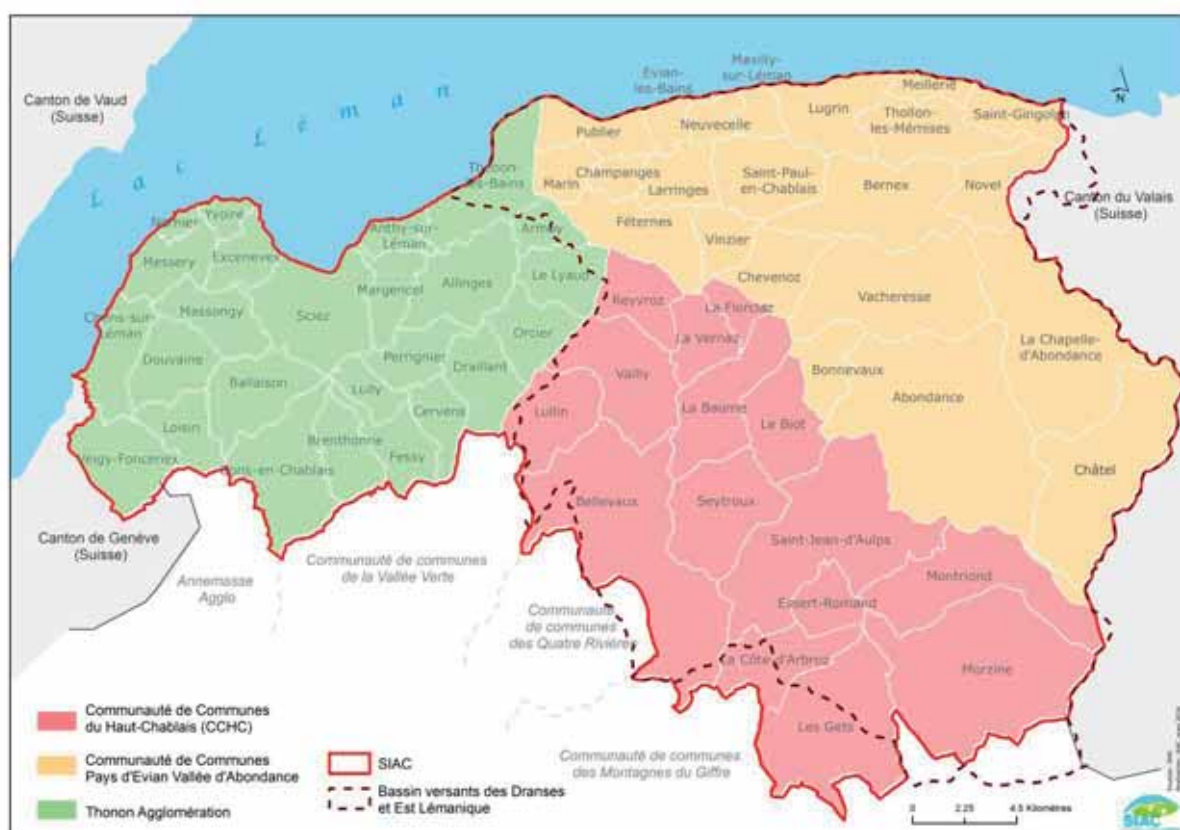 Canton de Vaud
(Suisse)
Lac Léman
Evian-
les-Bains
Maxilly-
sur-Léman
Meillerie
Lugrin
Thollon-
les-Mémises
Saint-Gingolph
N
Publier
Neuvecelle
Thonon-
les-Bains
Marin
Champanges
Larringes
Saint-Paul-
en-Chablais
Bernex
Novel
Canton du Valais
(Suisse)
Nernier
Yvoire
Messery
Excenevex
Anthy-sur-
Léman
Armoy
Féternes
Vinzier
Chevenoz
Margencel
Allinges
Le Lyaud
Chens-sur-
Léman
Massongy
Sciez
Reyvroz
La Forclaz
Vacheresse
La Chapelle-
d'Abondance
Douvaine
Orcier
La Vernaz
Ballaison
Perrignier
Draillant
Lully
Vailly
Bonnevaux
Abondance
Loisin
Cervens
Lullin
La Baume
Le Biot
Brenthonne
Fessy
Veigy-Foncenex
Bons-en-Chablais
Châtel
Bellevaux
Seytroux
Canton de Genève
(Suisse)
Saint-Jean-d'Aulps
Communauté de communes
de la Vallée Verte
Annemasse
Agglo
Montriond
Essert-Romand
Communauté
de communes
des Quatre Rivières
La Côte d'Arbroz
Morzine
Les Gets
Communauté de communes
des Montagnes du Giffre
Communauté de Communes
du Haut-Chablais (CCHC)
Communauté de Communes
Pays d'Evian Vallée d'Abondance
Thonon Agglomération
SIAC
Bassin versants des Dranses
et Est Lémanique
0 2.25 4.5 Kilomètres
SIAC